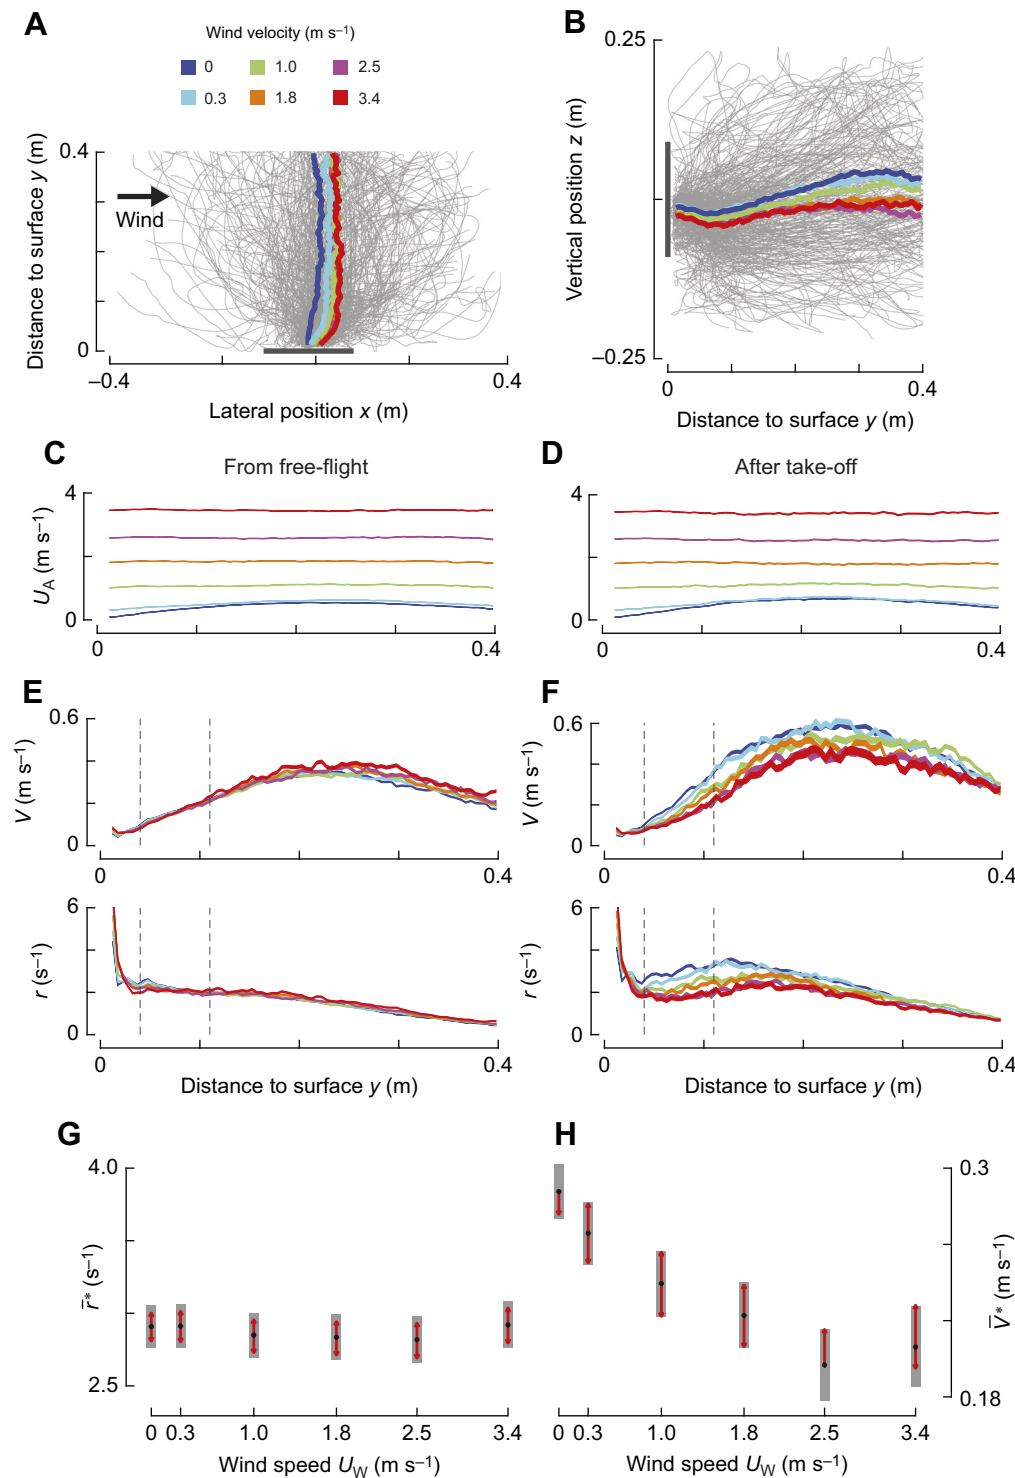 A
Wind velocity (m s–1)
0
1.0
2.5
0.3
1.8
3.4
Distance to surface y (m)
0.4
0
Wind
–0.4
0.4
Lateral position x (m)
B
Vertical position z (m)
0.25
–0.25
0
0.4
Distance to surface y (m)
C
From free-flight
UA (m s–1)
4
0
0
0.4
D
After take-off
4
0
0
0.4
E
V (m s–1)
0.6
0
0
0.4
r (s–1)
6
0
0
0.4
Distance to surface y (m)
F
V (m s–1)
0.6
0
0
0.4
r (s–1)
6
0
0
0.4
Distance to surface y (m)
G
r̅* (s–1)
4.0
2.5
0
0.3
1.0
1.8
2.5
3.4
Wind speed UW (m s–1)
H
V̅* (m s–1)
0.3
0.18
0
0.3
1.0
1.8
2.5
3.4
Wind speed UW (m s–1)